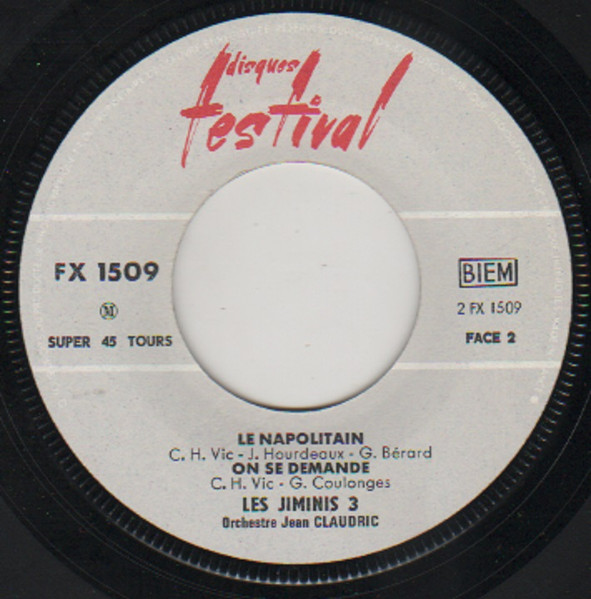 disques
festival
FX 1509
M
SUPER 45 TOURS
BIEM
2 FX 1509
FACE 2
LE NAPOLITAIN
C. H. Vic - J. Hourdeaux - G. Bérard
ON SE DEMANDE
C. H. Vic - G. Coulonges
LES JIMINIS 3
Orchestre Jean CLAUDRIC